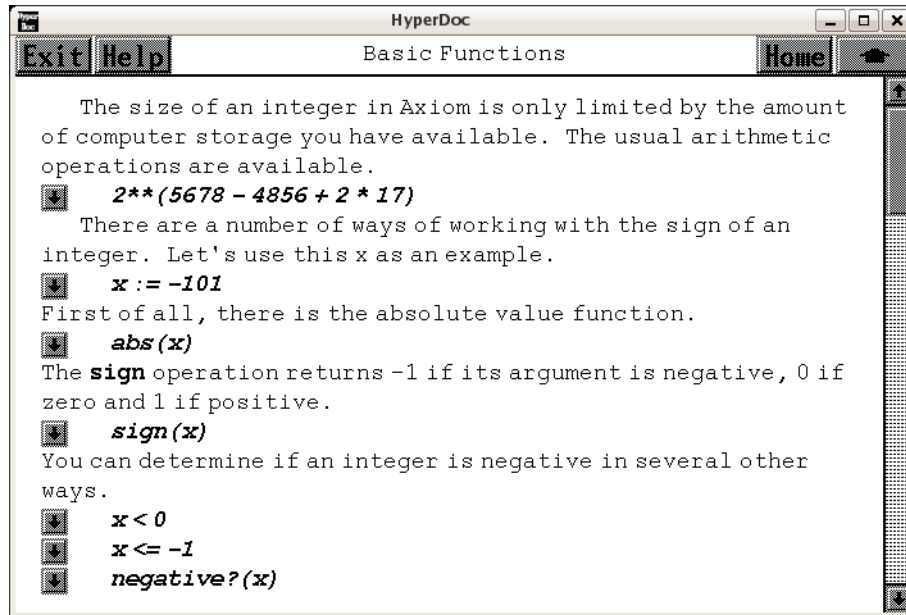 Hyper
Doc
HyperDoc
Exit Help Basic Functions Home
The size of an integer in Axiom is only limited by the amount
of computer storage you have available. The usual arithmetic
operations are available.
2**(5678 - 4856 + 2 * 17)
There are a number of ways of working with the sign of an
integer. Let's use this x as an example.
x := -101
First of all, there is the absolute value function.
abs(x)
The sign operation returns -1 if its argument is negative, 0 if
zero and 1 if positive.
sign(x)
You can determine if an integer is negative in several other
ways.
x < 0
x <= -1
negative?(x)